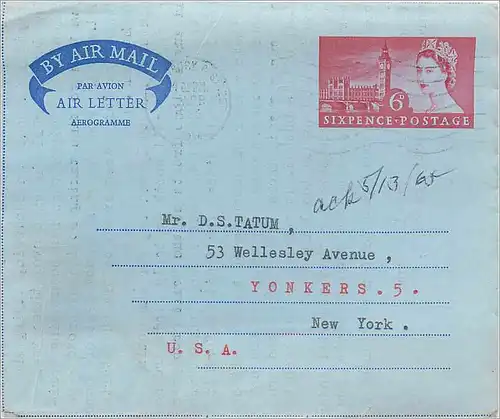 BY AIR MAIL
PAR AVION
AIR LETTER
AEROGRAMME
6D
SIXPENCE·POSTAGE
ack 5/13/65
Mr. D.S.TATUM ,
53 Wellesley Avenue ,
YONKERS.5.
New York .
U.S.A.